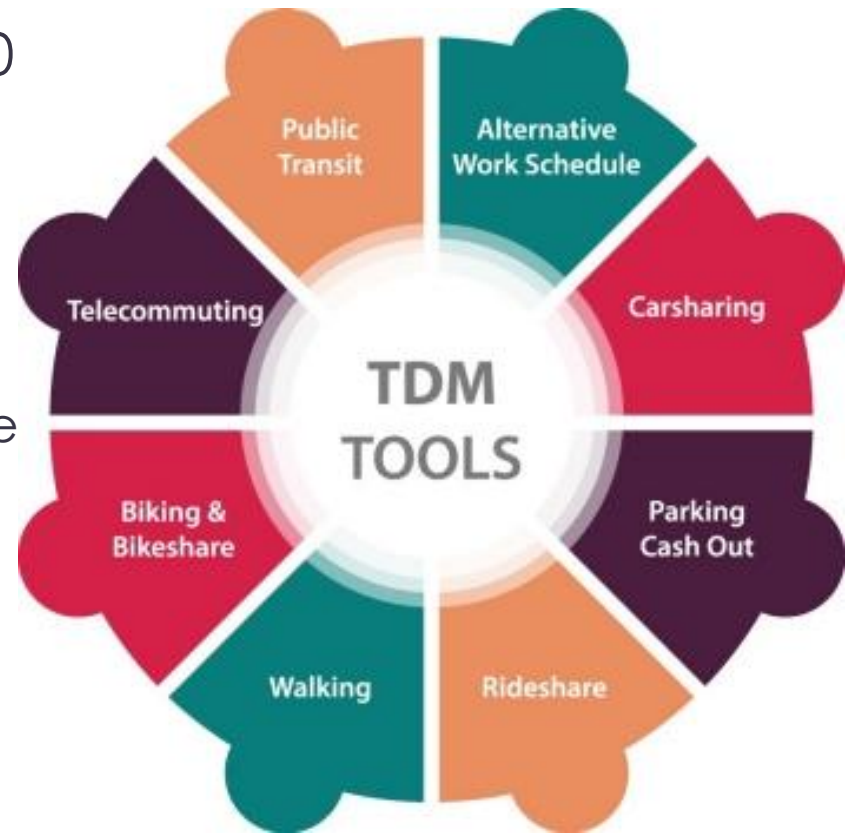 Public
Transit
Alternative
Work Schedule
Telecommuting
Carsharing
TDM
TOOLS
Biking &
Bikeshare
Parking
Cash Out
Walking
Rideshare